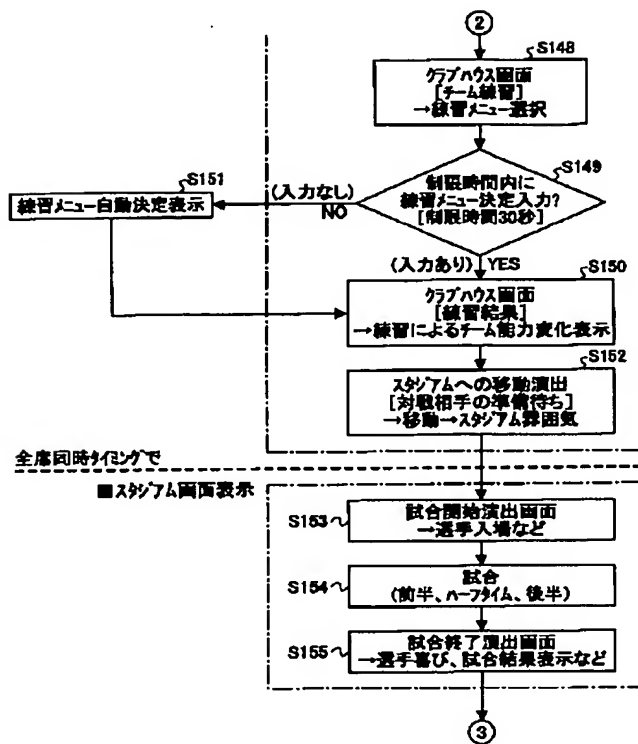 ②
S148
クラブハウス画面
[チーム練習]
→練習メニュー選択
S149
制限時間内に
練習メニュー決定入力?
[制限時間30秒]
S151
練習メニュー自動決定表示
(入力なし)
NO
(入力あり) YES
S150
クラブハウス画面
[練習結果]
→練習によるチーム能力変化表示
S152
スタジアムへの移動演出
[対戦相手の準備待ち]
→移動→スタジアム雰囲気
全席同時タイミングで
■スタジアム画面表示
S153
試合開始演出画面
→選手入場など
S154
試合
(前半、ハーフタイム、後半)
S155
試合終了演出画面
→選手喜び、試合結果表示など
③